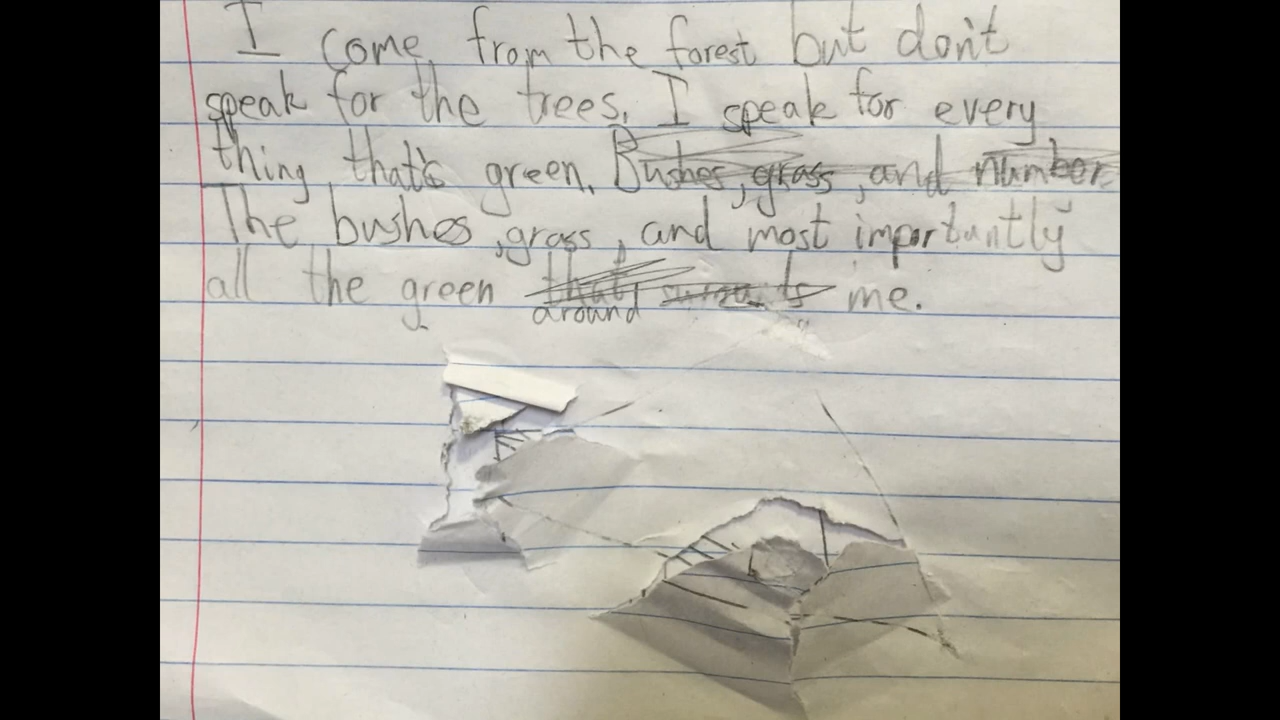 I come from the forest but don't
speak for the trees. I speak for every
thing that's green. Bushes, grass, and number
The bushes, grass, and most importantly
all the green that me.
around